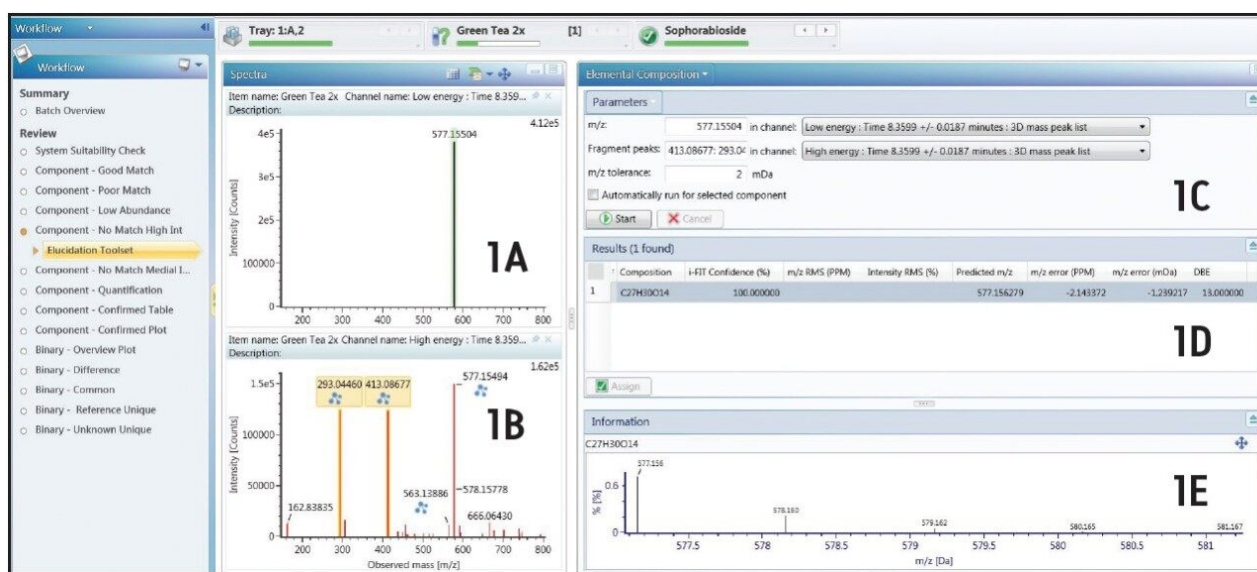 Workflow
Tray: 1:A,2
Green Tea 2x [1]
Sophorabioside
Workflow
Summary
Batch Overview
Review
System Suitability Check
Component - Good Match
Component - Poor Match
Component - Low Abundance
Component - No Match High Int
Elucidation Toolset
Component - No Match Medial I...
Component - Quantification
Component - Confirmed Table
Component - Confirmed Plot
Binary - Overview Plot
Binary - Difference
Binary - Common
Binary - Reference Unique
Binary - Unknown Unique
Spectra
Item name: Green Tea 2x Channel name: Low energy : Time 8.3599...
Description:
4.12e5
577.15504
4e5
3e5
2e5
100000
0
Intensity [Counts]
1A
200 300 400 500 600 700 800
Item name: Green Tea 2x Channel name: High energy : Time 8.359...
Description:
1.62e5
577.15494
293.04460 413.08677
1.5e5
100000
50000
0
Intensity [Counts]
1B
578.15778
563.13886
162.83835
666.06430
200 300 400 500 600 700 800
Observed mass [m/z]
Elemental Composition
Parameters
m/z: 577.15504 in channel: Low energy : Time 8.3599 +/- 0.0187 minutes : 3D mass peak list
Fragment peaks: 413.08677: 293.04 in channel: High energy : Time 8.3599 +/- 0.0187 minutes : 3D mass peak list
m/z tolerance: 2 mDa
Automatically run for selected component
Start Cancel
1C
Results (1 found)
Composition i-FIT Confidence (%) m/z RMS (PPM) Intensity RMS (%) Predicted m/z m/z error (PPM) m/z error (mDa) DBE
1 C27H30O14 100.000000 577.156279 -2.143372 -1.239217 13.000000
1D
Assign
Information
C27H30O14
577.156
0.6
0
% [%]
578.160
579.162
580.165
581.167
1E
577.5 578 578.5 579 579.5 580 580.5 581
m/z [Da]